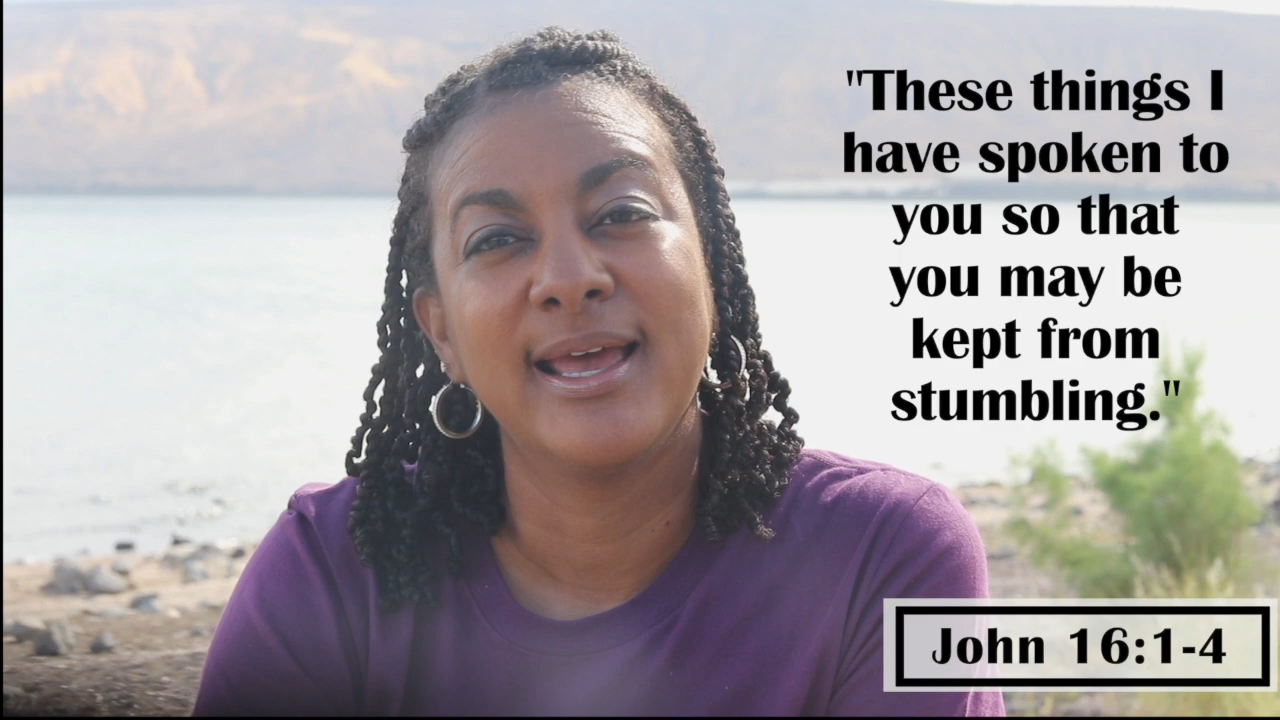 "These things I
have spoken to
you so that
you may be
kept from
stumbling."
John 16:1-4